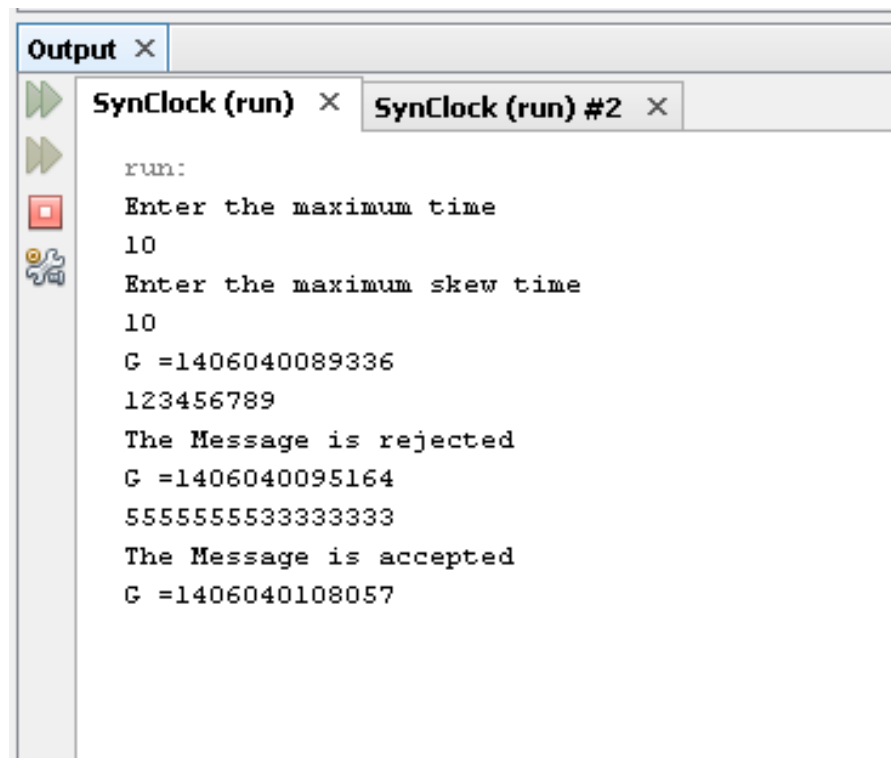 Output
SynClock (run) SynClock (run) #2
run:
Enter the maximum time
10
Enter the maximum skew time
10
G =1406040089336
123456789
The Message is rejected
G =1406040095164
5555555533333333
The Message is accepted
G =1406040108057